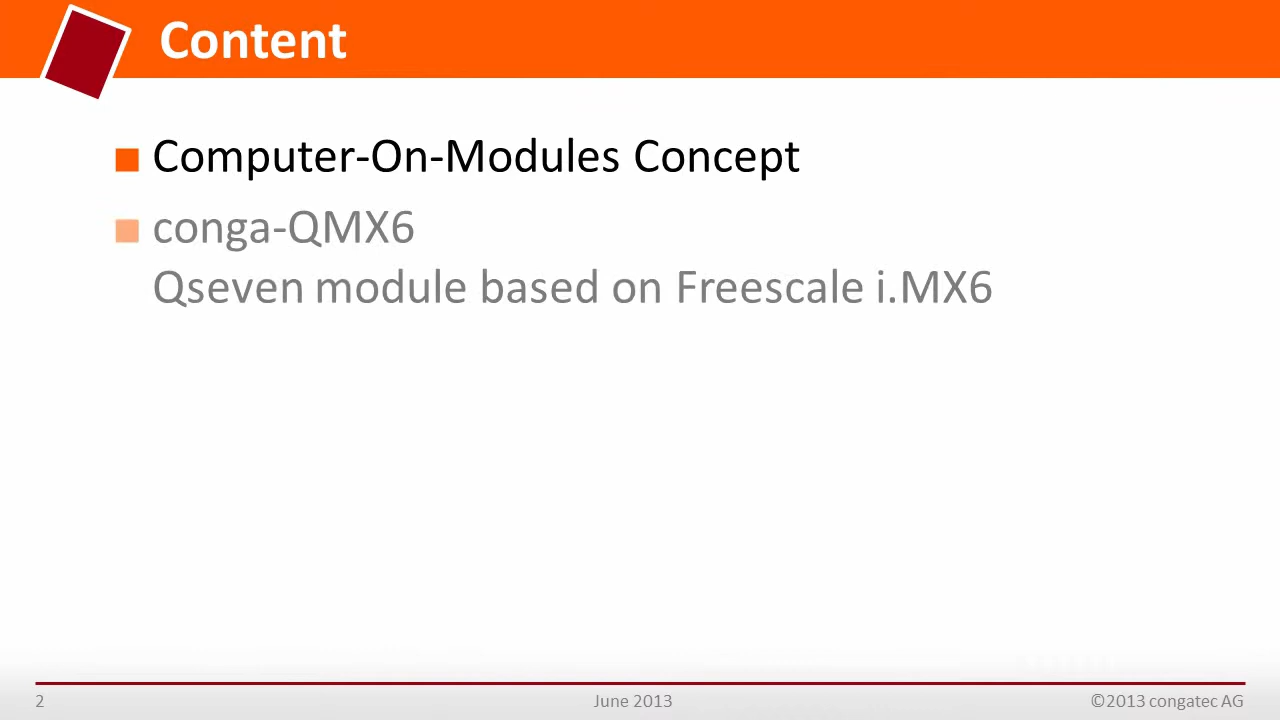 Content
Computer-On-Modules Concept
conga-QMX6
Qseven module based on Freescale i.MX6
2
June 2013
©2013 congatec AG